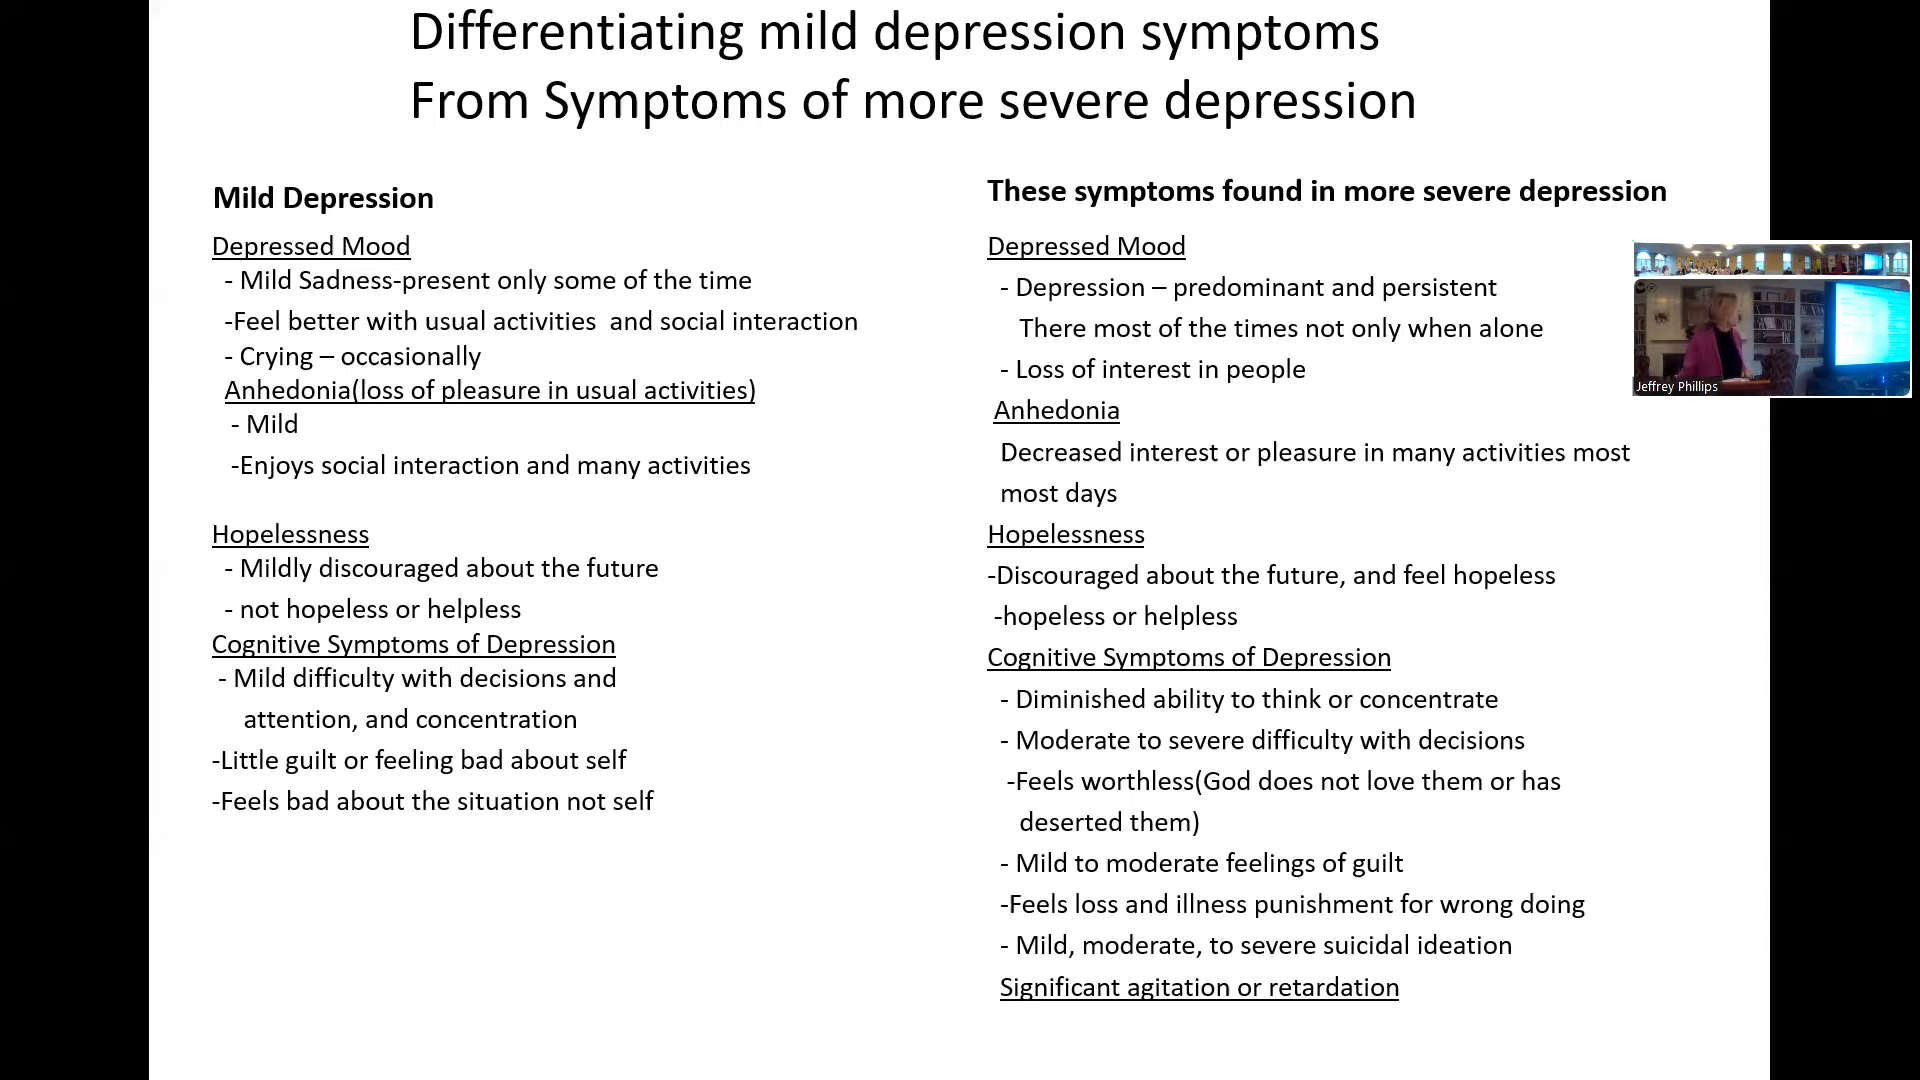 Differentiating mild depression symptoms
From Symptoms of more severe depression
Mild Depression
Depressed Mood
- Mild Sadness-present only some of the time
-Feel better with usual activities  and social interaction
- Crying – occasionally
Anhedonia(loss of pleasure in usual activities)
- Mild
-Enjoys social interaction and many activities
Hopelessness
- Mildly discouraged about the future
- not hopeless or helpless
Cognitive Symptoms of Depression
- Mild difficulty with decisions and
attention, and concentration
-Little guilt or feeling bad about self
-Feels bad about the situation not self
These symptoms found in more severe depression
Depressed Mood
- Depression – predominant and persistent
There most of the times not only when alone
- Loss of interest in people
Anhedonia
Decreased interest or pleasure in many activities most
most days
Hopelessness
-Discouraged about the future, and feel hopeless
-hopeless or helpless
Cognitive Symptoms of Depression
- Diminished ability to think or concentrate
- Moderate to severe difficulty with decisions
-Feels worthless(God does not love them or has
deserted them)
- Mild to moderate feelings of guilt
-Feels loss and illness punishment for wrong doing
- Mild, moderate, to severe suicidal ideation
Significant agitation or retardation
Jeffrey Phillips